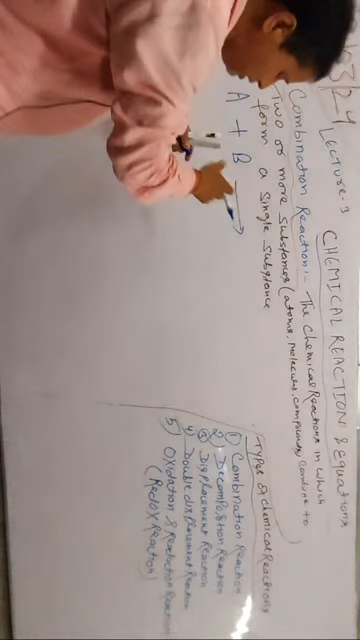 03/24
LECTURE-3 CHEMICAL REACTION & Equations
Combination Reaction:- The Chemical Reactions in which
Two or more substances (atoms, molecules, compounds) combine to
form a single substance
A + B →
Types of Chemical Reactions
① Combination Reaction
2) Decomposition Reaction
③ Displacement Reaction
4) Double displacement Reaction
5) Oxidation & Reduction Reaction
(Redox Reaction)